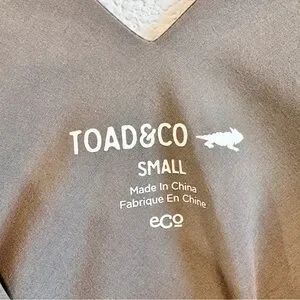 TOAD&CO
SMALL
Made In China
Fabrique En Chine
eco